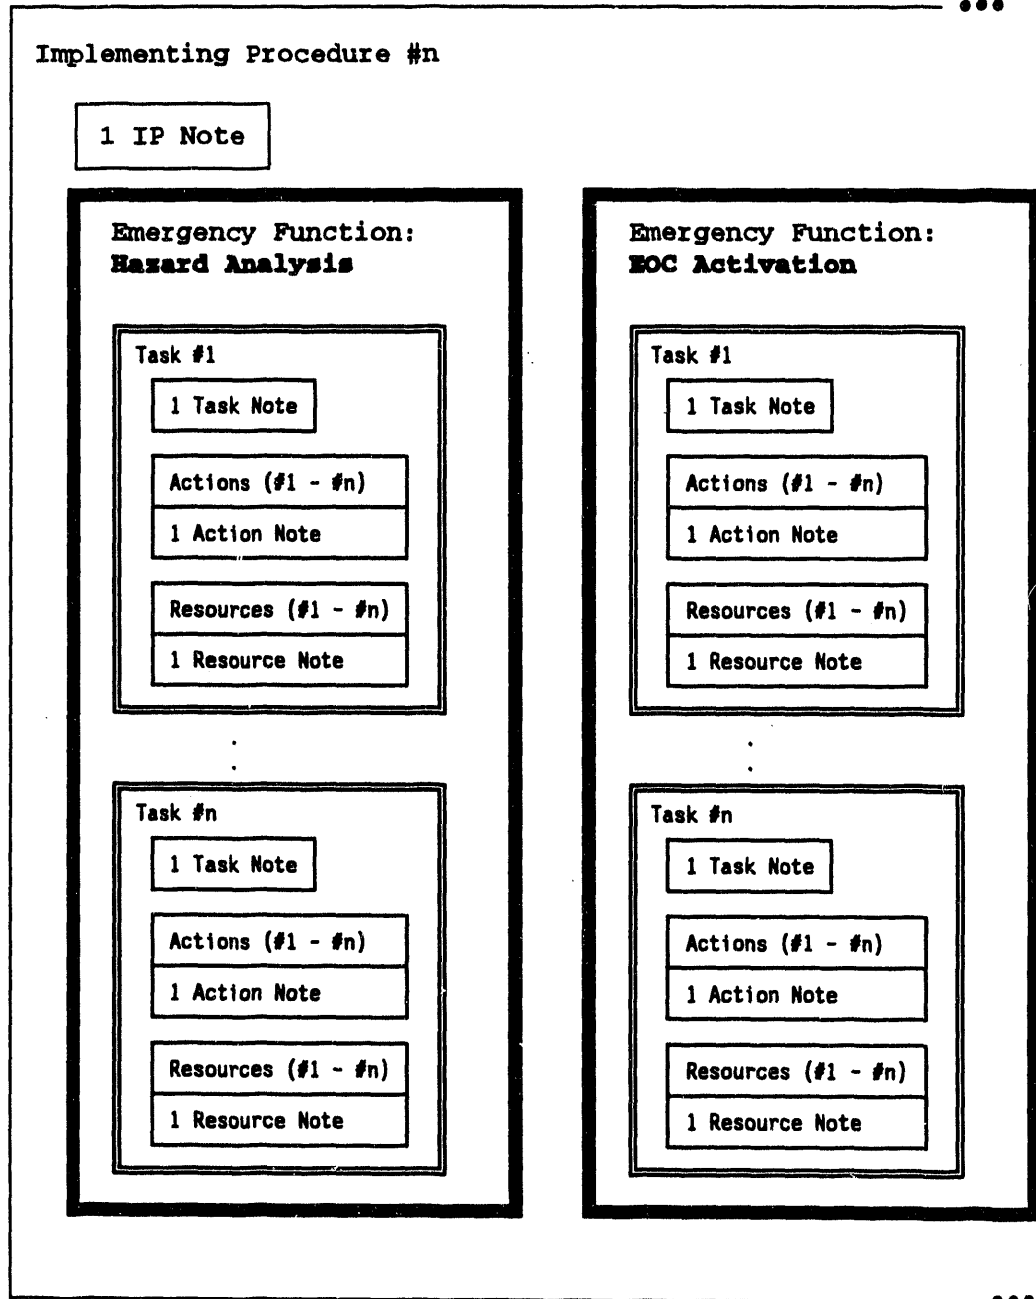 Implementing Procedure #n
1 IP Note
Emergency Function:
Hazard Analysis
Task #1
1 Task Note
Actions (#1 - #n)
1 Action Note
Resources (#1 - #n)
1 Resource Note
Task #n
1 Task Note
Actions (#1 - #n)
1 Action Note
Resources (#1 - #n)
1 Resource Note
Emergency Function:
EOC Activation
Task #1
1 Task Note
Actions (#1 - #n)
1 Action Note
Resources (#1 - #n)
1 Resource Note
Task #n
1 Task Note
Actions (#1 - #n)
1 Action Note
Resources (#1 - #n)
1 Resource Note